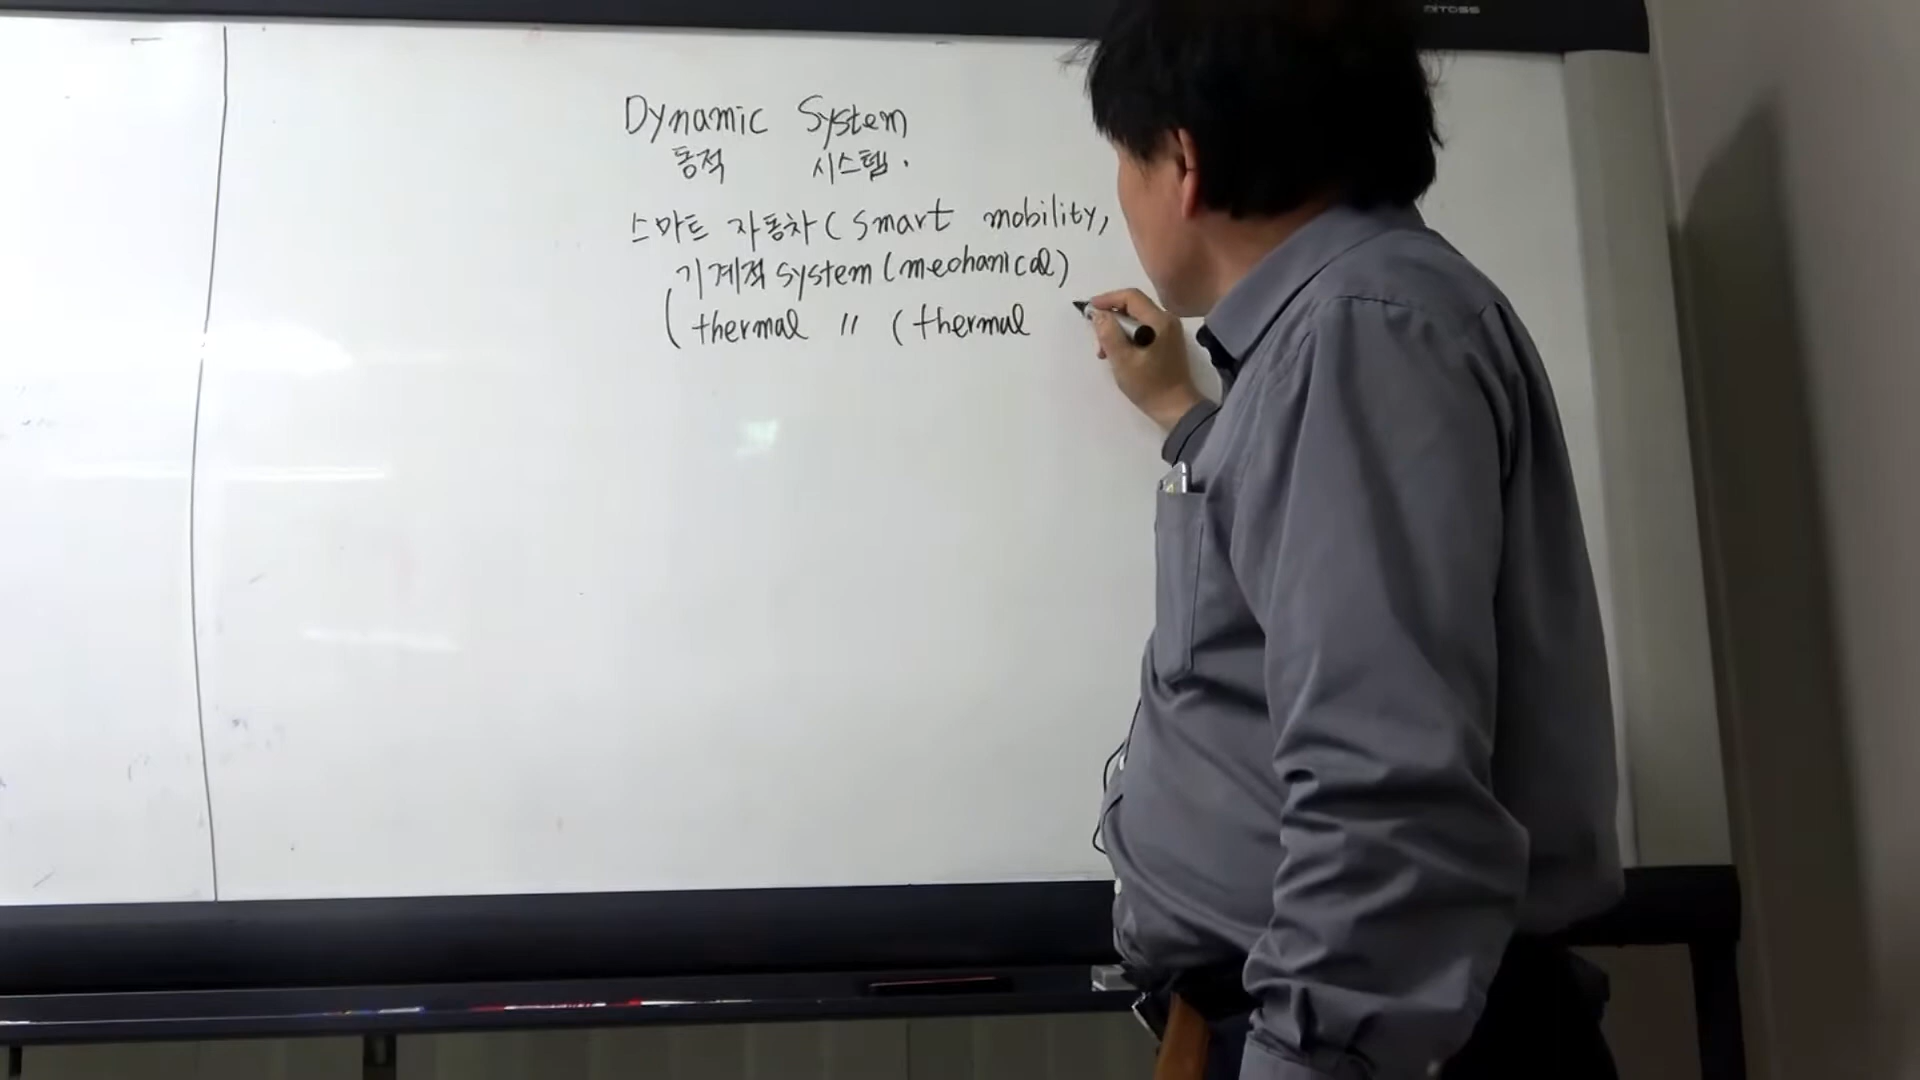 Dynamic System
동적 시스템.
스마트 자동차 (smart mobility,
기계적 system (mechanical)
( thermal 〃 ( thermal